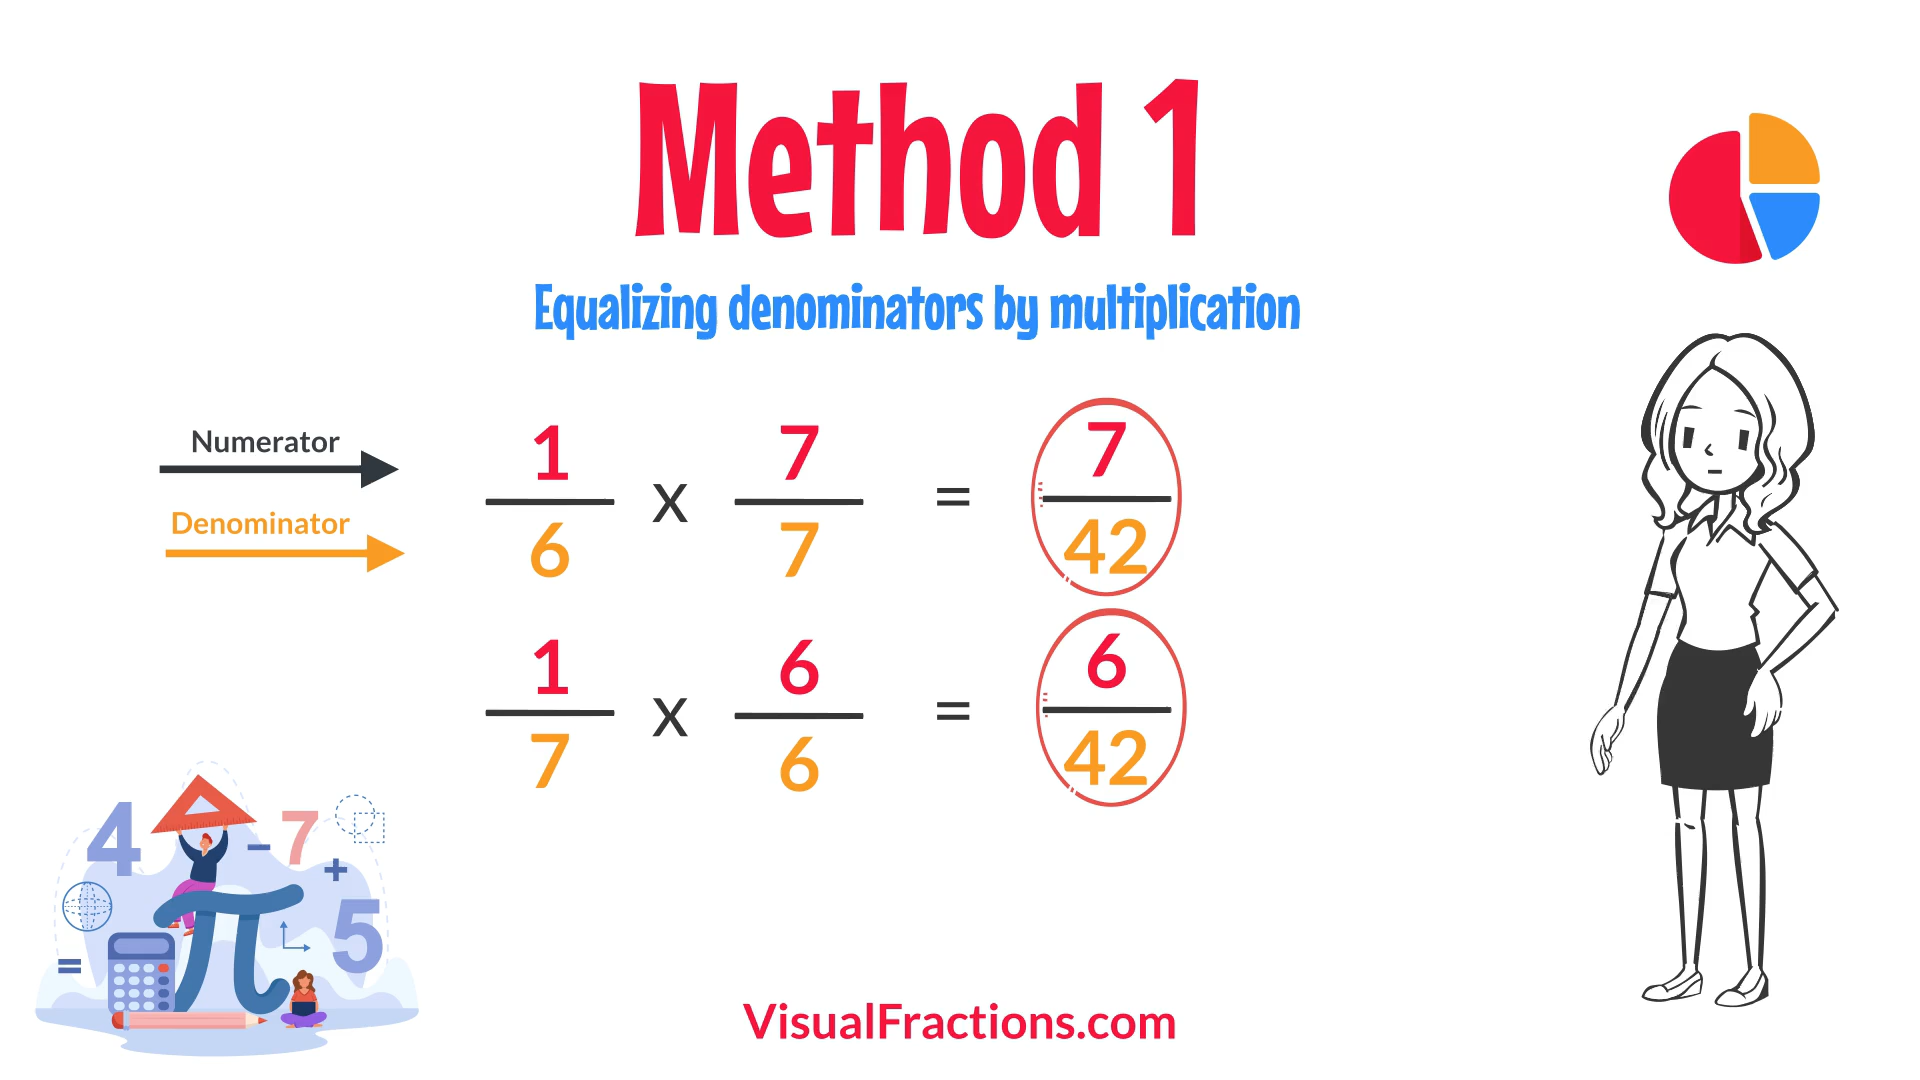 Method 1
Equalizing denominators by multiplication
Numerator
Denominator
1/6 x 7/7 = 7/42
1/7 x 6/6 = 6/42
4 - 7 +
= π 5
VisualFractions.com